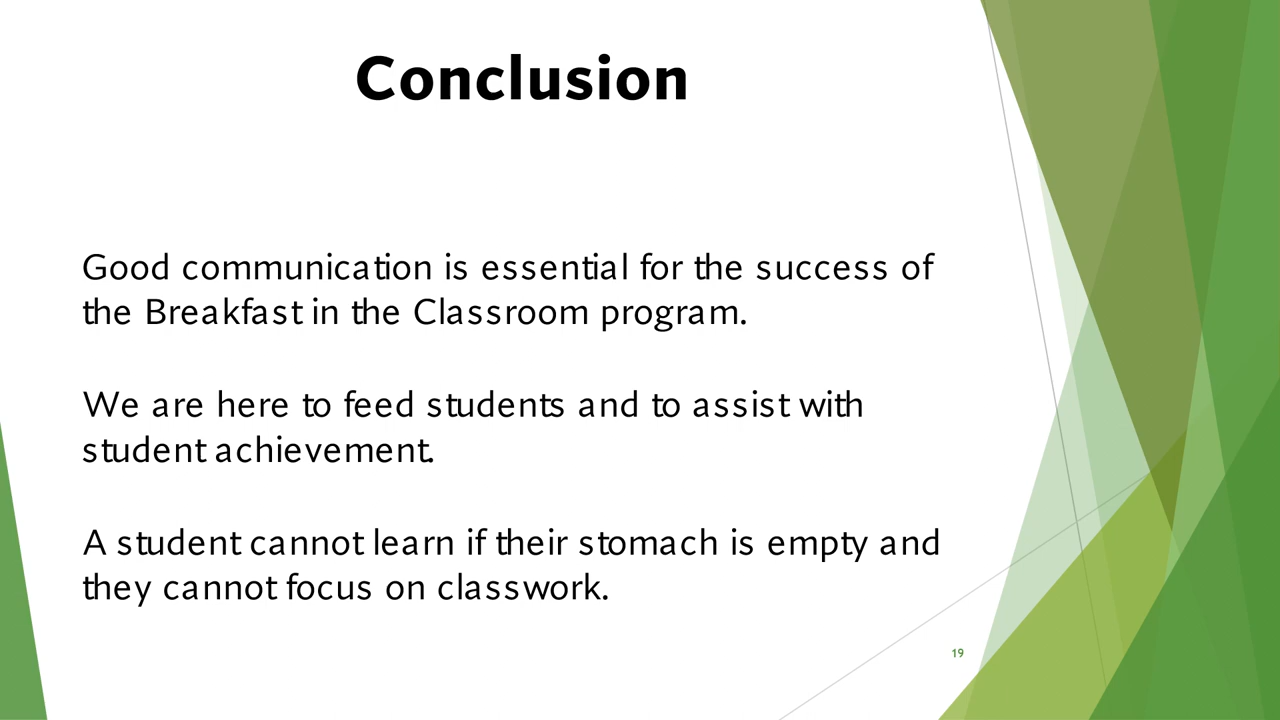 Conclusion
Good communication is essential for the success of
the Breakfast in the Classroom program.
We are here to feed students and to assist with
student achievement.
A student cannot learn if their stomach is empty and
they cannot focus on classwork.
19